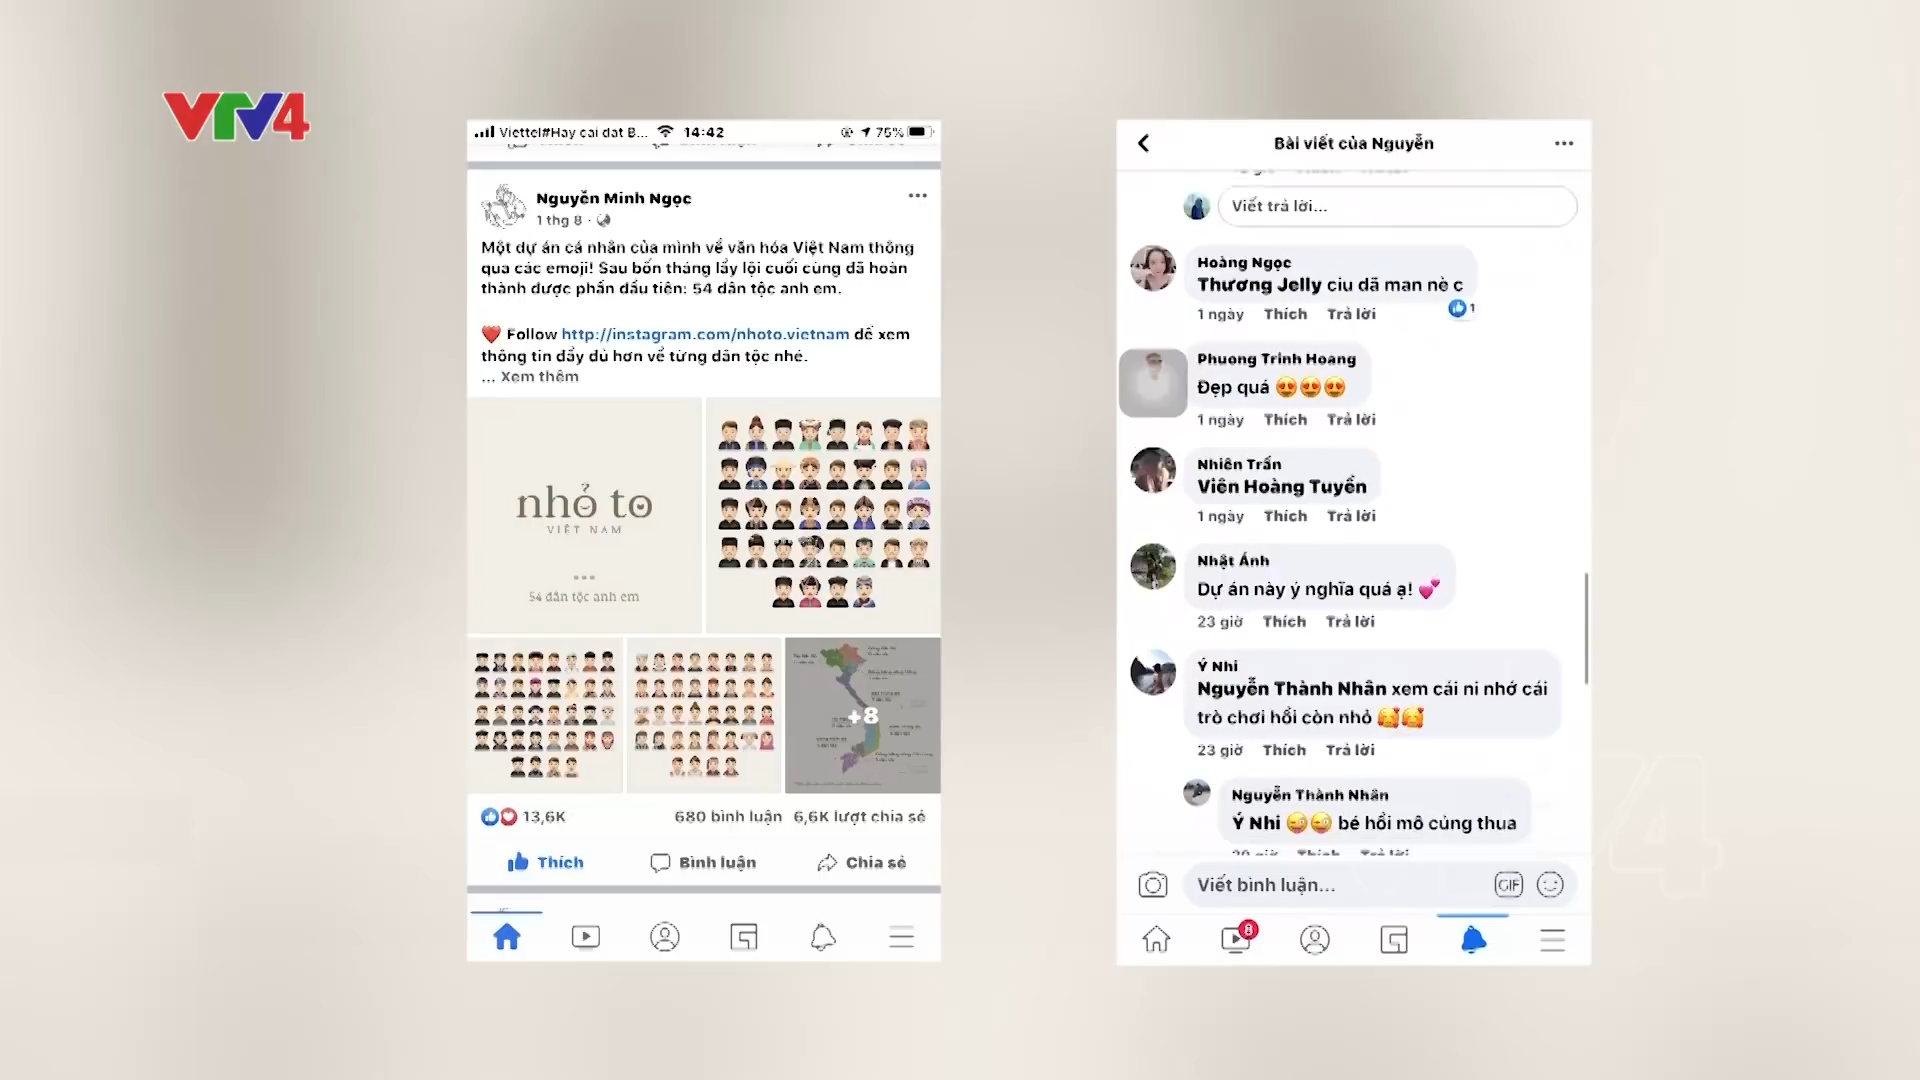 VTV4
Viettel#Hay cai dat B... 14:42 75%
Nguyễn Minh Ngọc
1 thg 8 ·
Một dự án cá nhân của mình về văn hóa Việt Nam thông
qua các emoji! Sau bốn tháng lầy lội cuối cùng đã hoàn
thành được phần đầu tiên: 54 dân tộc anh em.
❤️ Follow http://instagram.com/nhoto.vietnam để xem
thông tin đầy đủ hơn về từng dân tộc nhé.
... Xem thêm
nhỏ to
VIỆT NAM
54 dân tộc anh em
+8
13,6K 680 bình luận 6,6K lượt chia sẻ
Thích Bình luận Chia sẻ
Bài viết của Nguyễn
Viết trả lời...
Hoàng Ngọc
Thương Jelly ciu dã man nè c
1 ngày Thích Trả lời 1
Phuong Trinh Hoang
Đẹp quá 😍😍😍
1 ngày Thích Trả lời
Nhiên Trần
Viên Hoàng Tuyển
1 ngày Thích Trả lời
Nhật Ánh
Dự án này ý nghĩa quá ạ! 💕
23 giờ Thích Trả lời
Ý Nhi
Nguyễn Thành Nhân xem cái ni nhớ cái
trò chơi hồi còn nhỏ 🥰🥰
23 giờ Thích Trả lời
Nguyễn Thành Nhân
Ý Nhi 😜😜 bé hồi mô cũng thua
Viết bình luận...
GIF
8